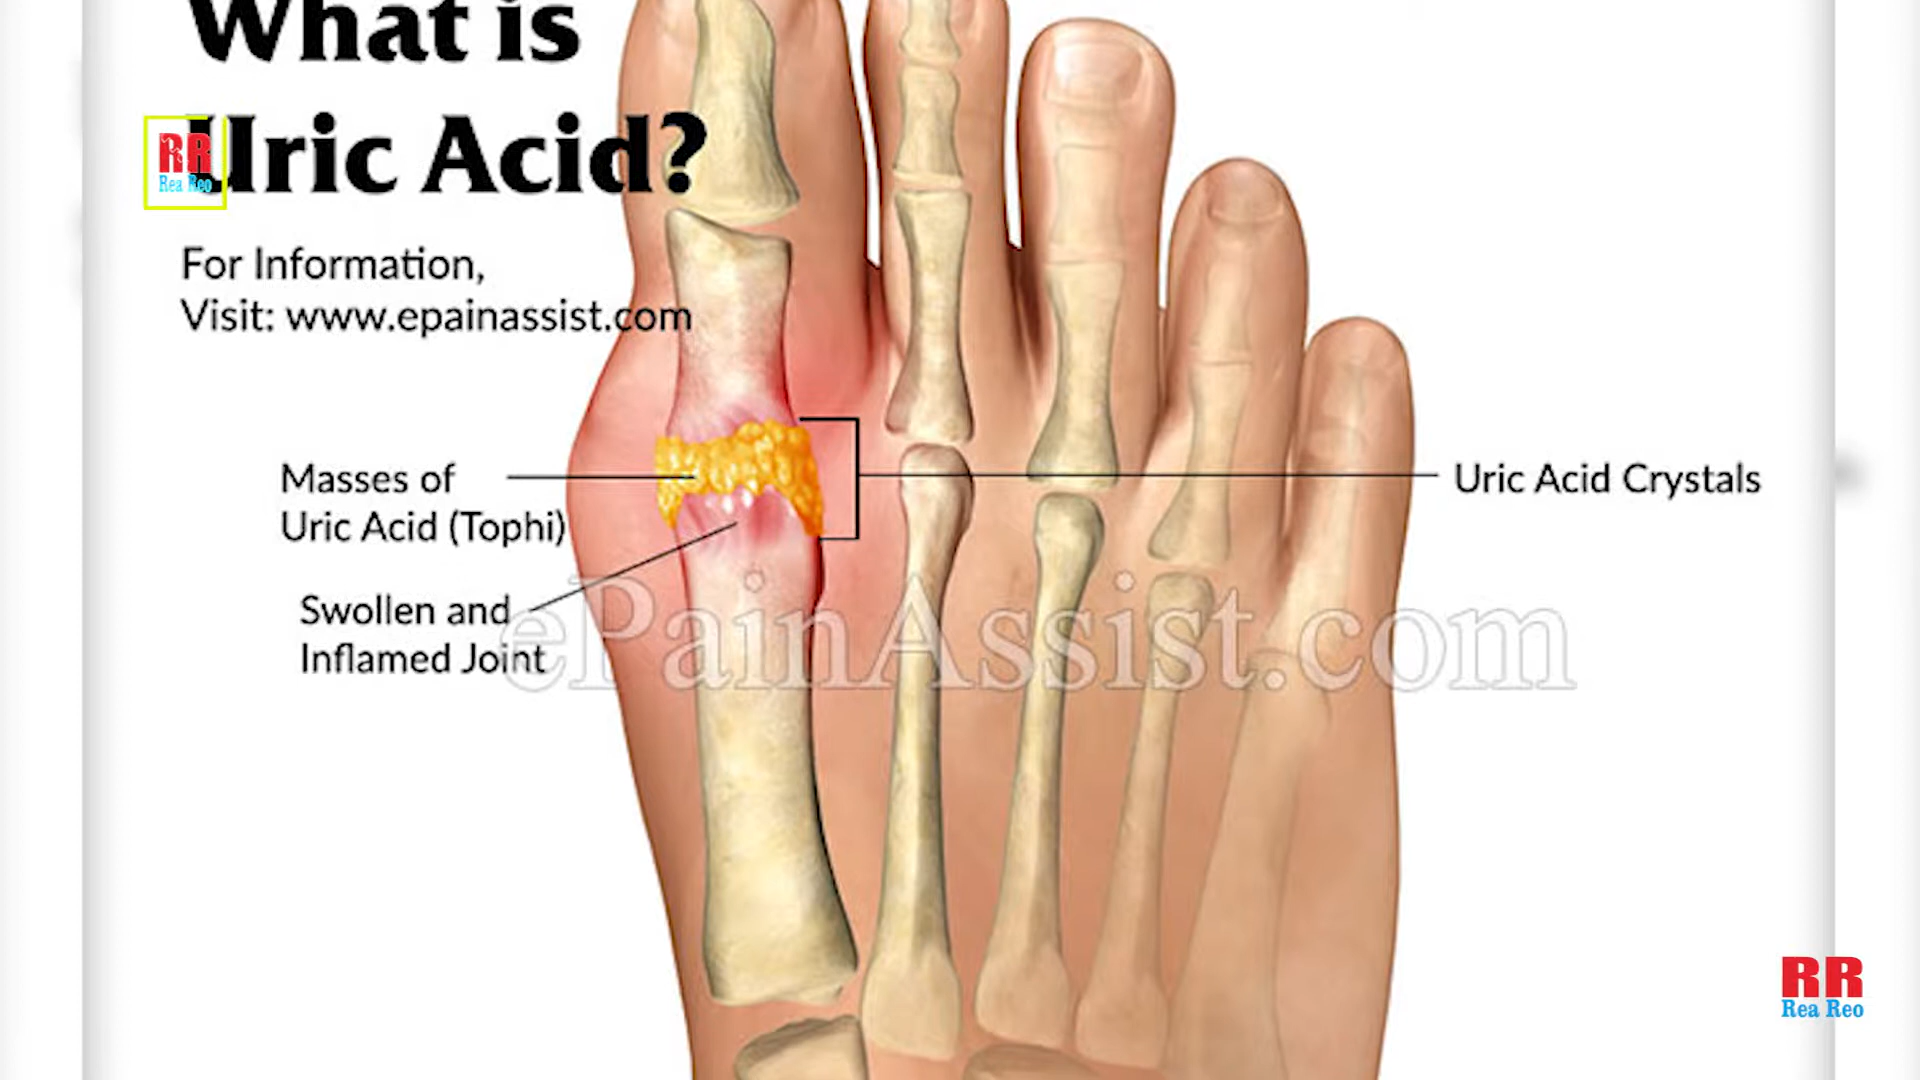 What is
Uric Acid?
RR
Rea Reo
For Information,
Visit: www.epainassist.com
Masses of
Uric Acid (Tophi)
Uric Acid Crystals
Swollen and
Inflamed Joint
ePainAssist.com
RR
Rea Reo